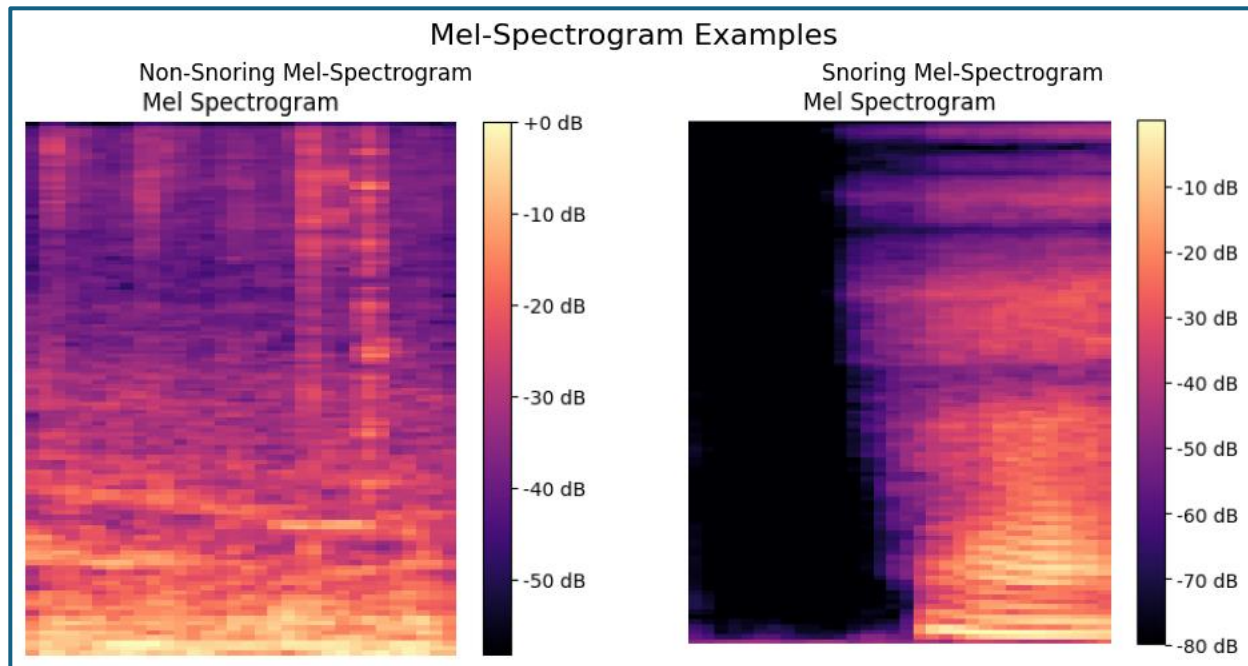 Mel-Spectrogram Examples
Non-Snoring Mel-Spectrogram
Mel Spectrogram
+0 dB
-10 dB
-20 dB
-30 dB
-40 dB
-50 dB
Snoring Mel-Spectrogram
Mel Spectrogram
-10 dB
-20 dB
-30 dB
-40 dB
-50 dB
-60 dB
-70 dB
-80 dB